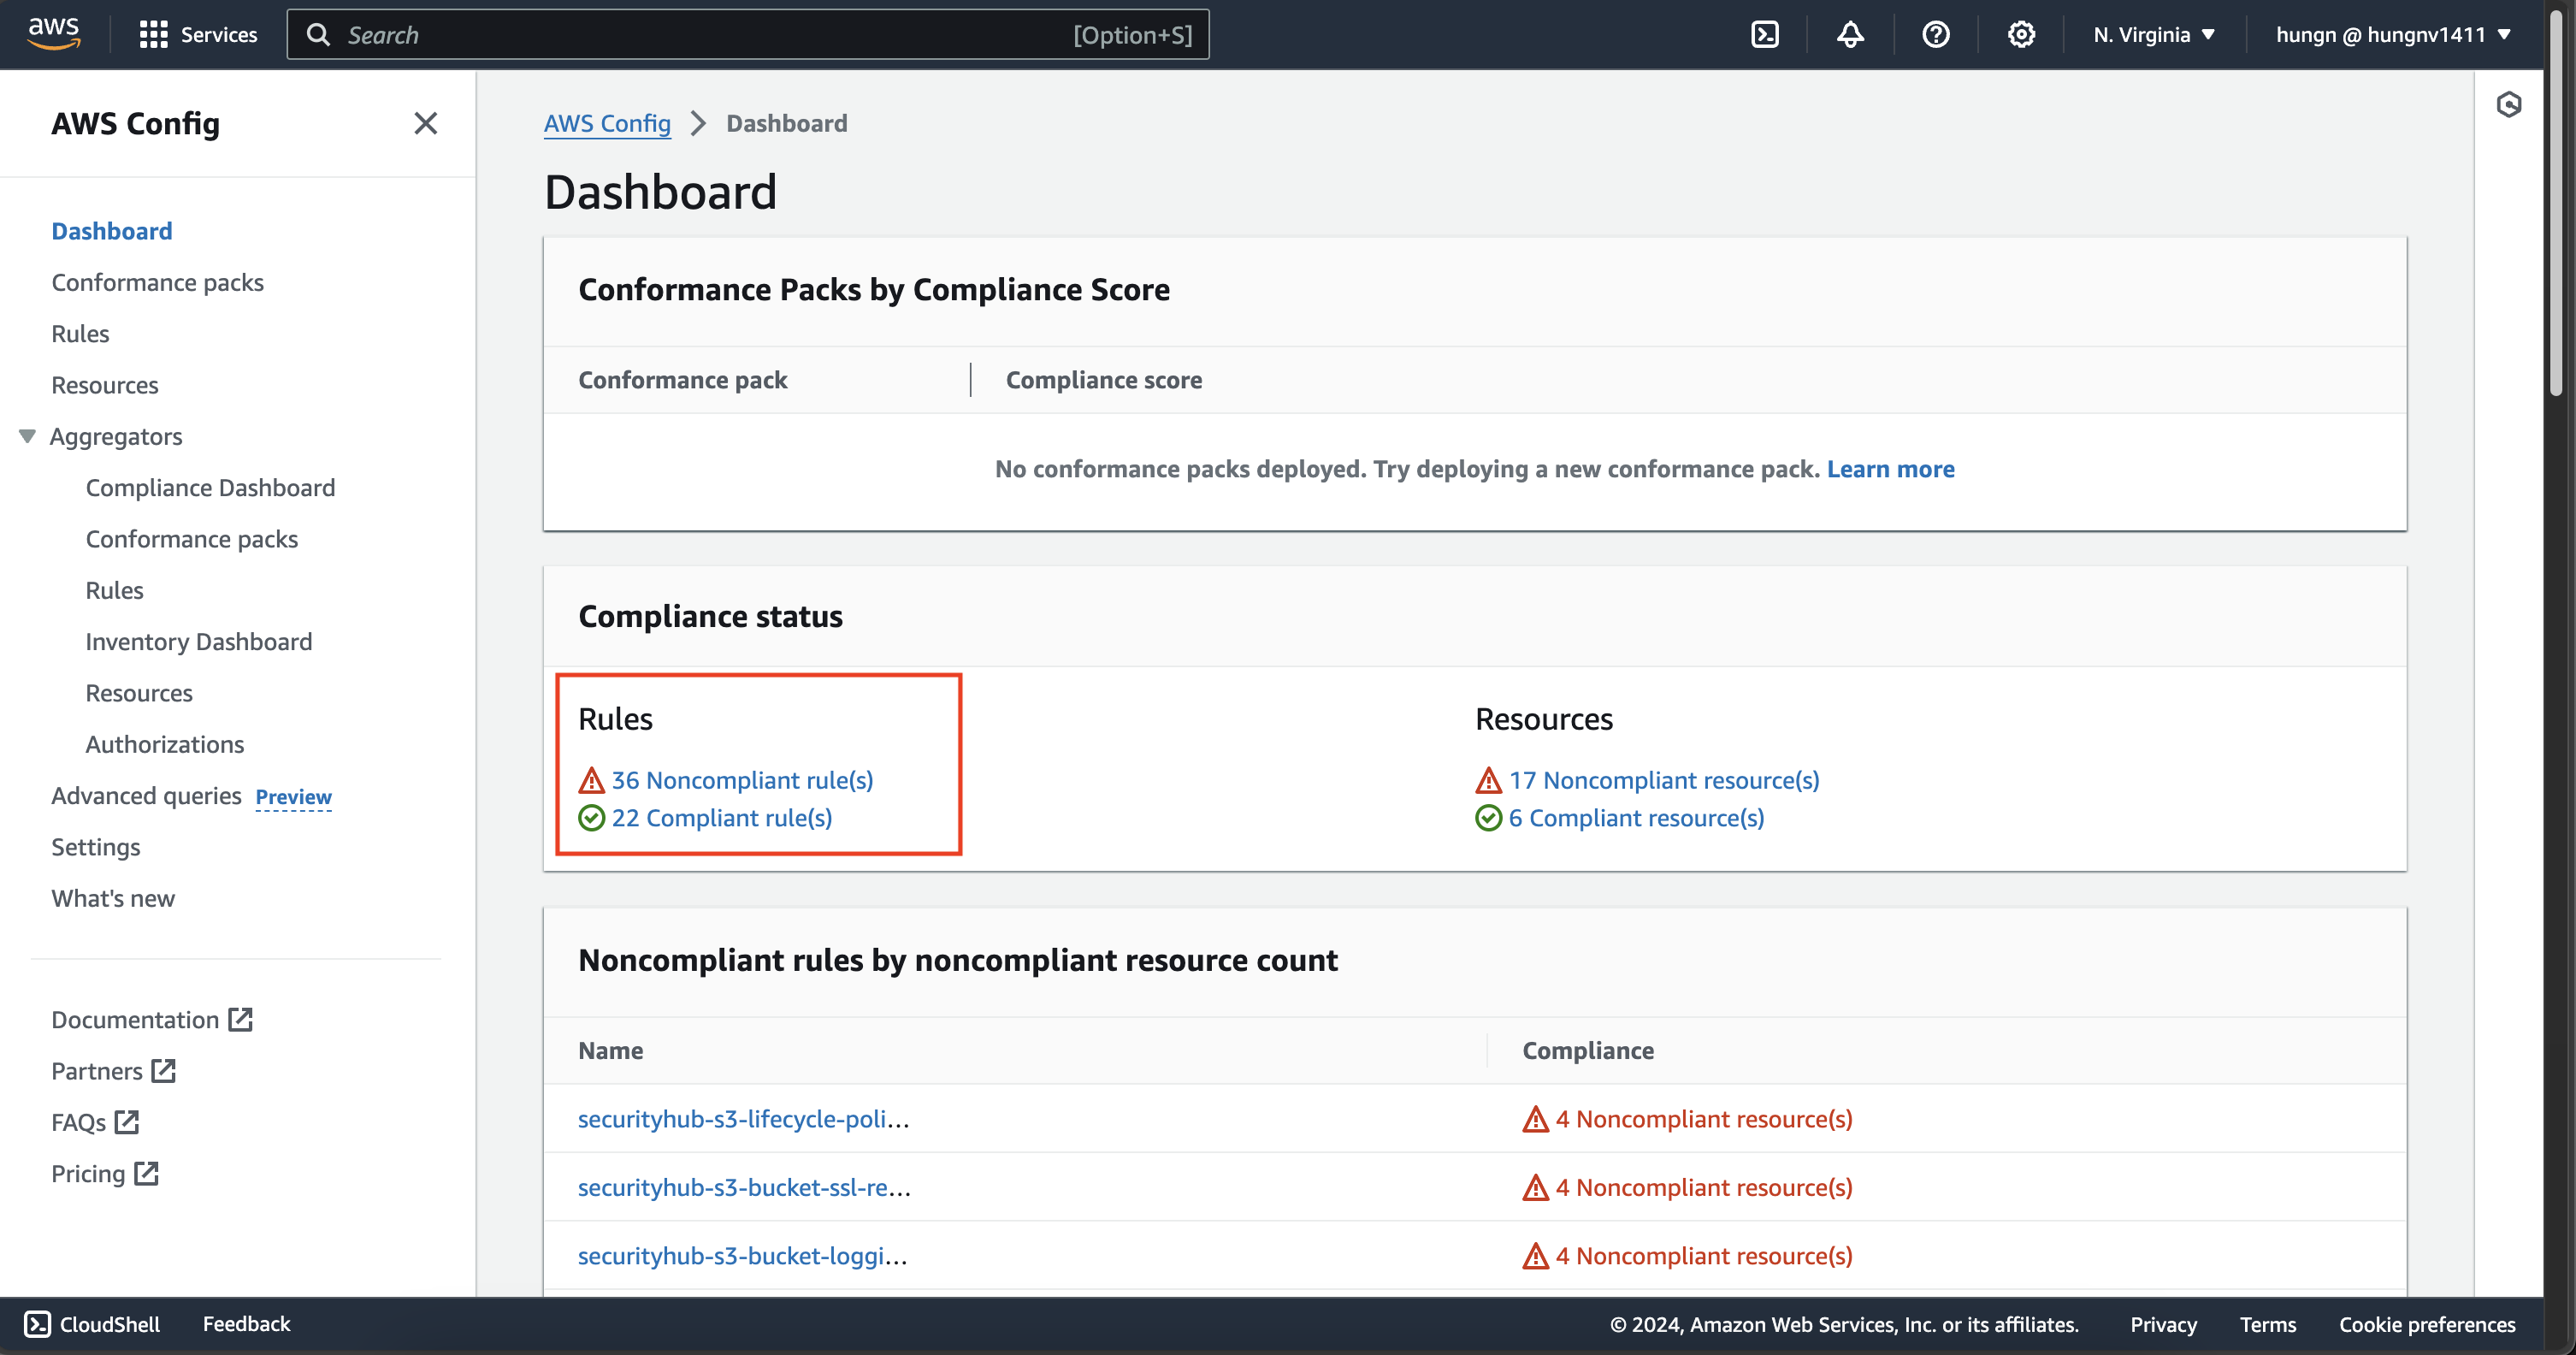 aws
Services
Search
[Option+S]
N. Virginia
hungn @ hungnv1411
AWS Config
Dashboard
Conformance packs
Rules
Resources
Aggregators
Compliance Dashboard
Conformance packs
Rules
Inventory Dashboard
Resources
Authorizations
Advanced queries Preview
Settings
What's new
Documentation
Partners
FAQs
Pricing
AWS Config > Dashboard
Dashboard
Conformance Packs by Compliance Score
Conformance pack
Compliance score
No conformance packs deployed. Try deploying a new conformance pack. Learn more
Compliance status
Rules
36 Noncompliant rule(s)
22 Compliant rule(s)
Resources
17 Noncompliant resource(s)
6 Compliant resource(s)
Noncompliant rules by noncompliant resource count
Name
Compliance
securityhub-s3-lifecycle-poli...
4 Noncompliant resource(s)
securityhub-s3-bucket-ssl-re...
4 Noncompliant resource(s)
securityhub-s3-bucket-loggi...
4 Noncompliant resource(s)
CloudShell
Feedback
© 2024, Amazon Web Services, Inc. or its affiliates.
Privacy
Terms
Cookie preferences